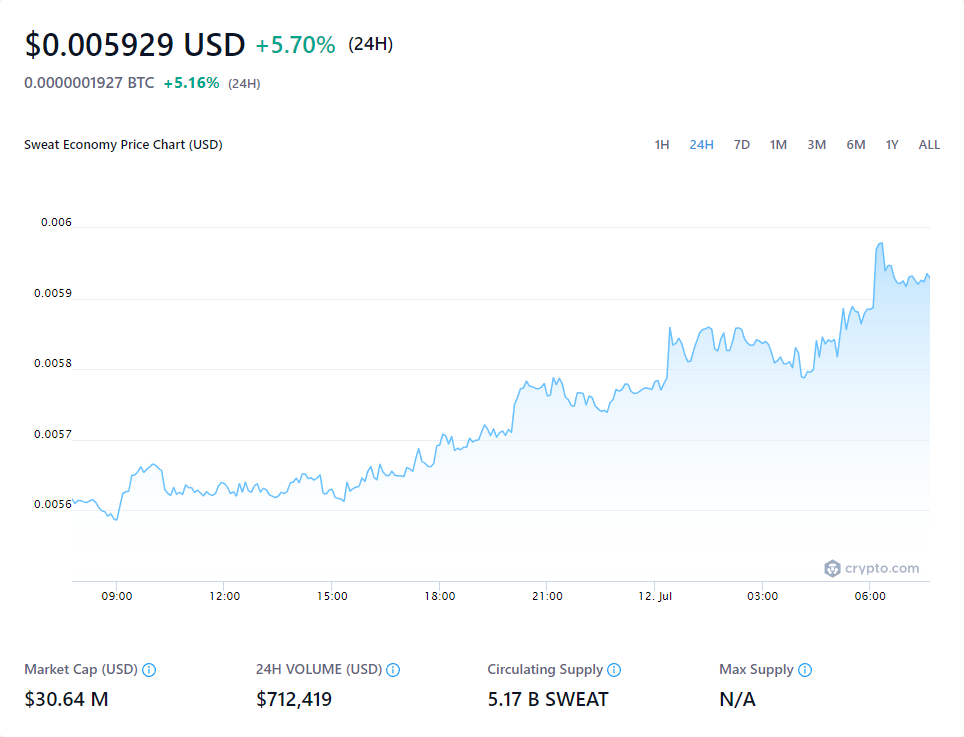 $0.005929 USD +5.70% (24H)
0.0000001927 BTC +5.16% (24H)
Sweat Economy Price Chart (USD) 1H 24H 7D 1M 3M 6M 1Y ALL
0.006
0.0059
0.0058
0.0057
0.0056
crypto.com
09:00 12:00 15:00 18:00 21:00 12. Jul 03:00 06:00
Market Cap (USD) 24H VOLUME (USD) Circulating Supply Max Supply
$30.64 M $712,419 5.17 B SWEAT N/A